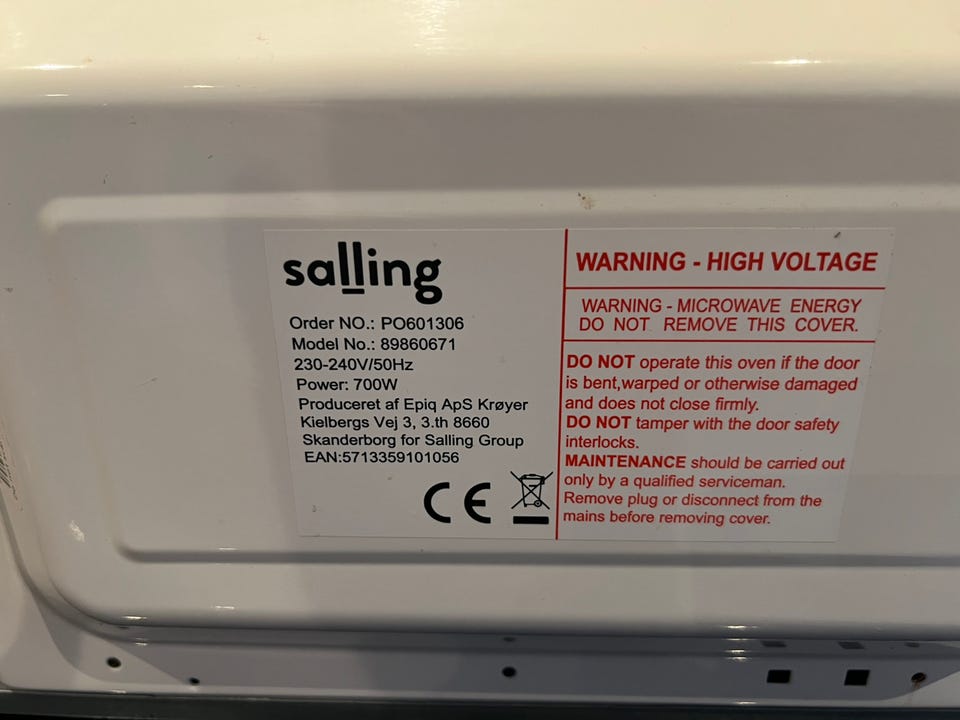 salling
Order NO.: PO601306
Model No.: 89860671
230-240V/50Hz
Power: 700W
Produceret af Epiq ApS Krøyer
Kielbergs Vej 3, 3.th 8660
Skanderborg for Salling Group
EAN:5713359101056
CE
WARNING - HIGH VOLTAGE
WARNING - MICROWAVE ENERGY
DO NOT REMOVE THIS COVER.
DO NOT operate this oven if the door
is bent,warped or otherwise damaged
and does not close firmly.
DO NOT tamper with the door safety
interlocks.
MAINTENANCE should be carried out
only by a qualified serviceman.
Remove plug or disconnect from the
mains before removing cover.